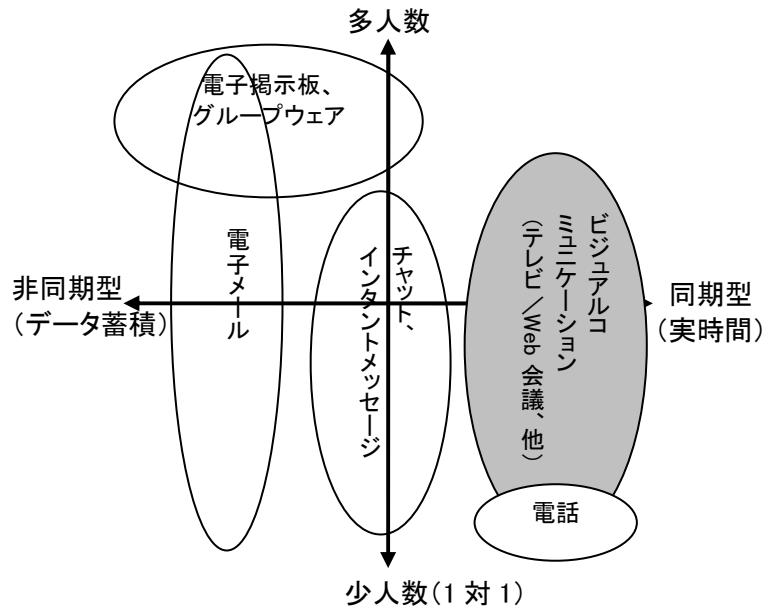 多人数
電子掲示板、
グループウェア
電子メール
チャット、
インタントメッセージ
ビジュアルコ
ミュニケーション
(テレビ/Web 会議、他)
非同期型
(データ蓄積)
同期型
(実時間)
電話
少人数(1 対 1)